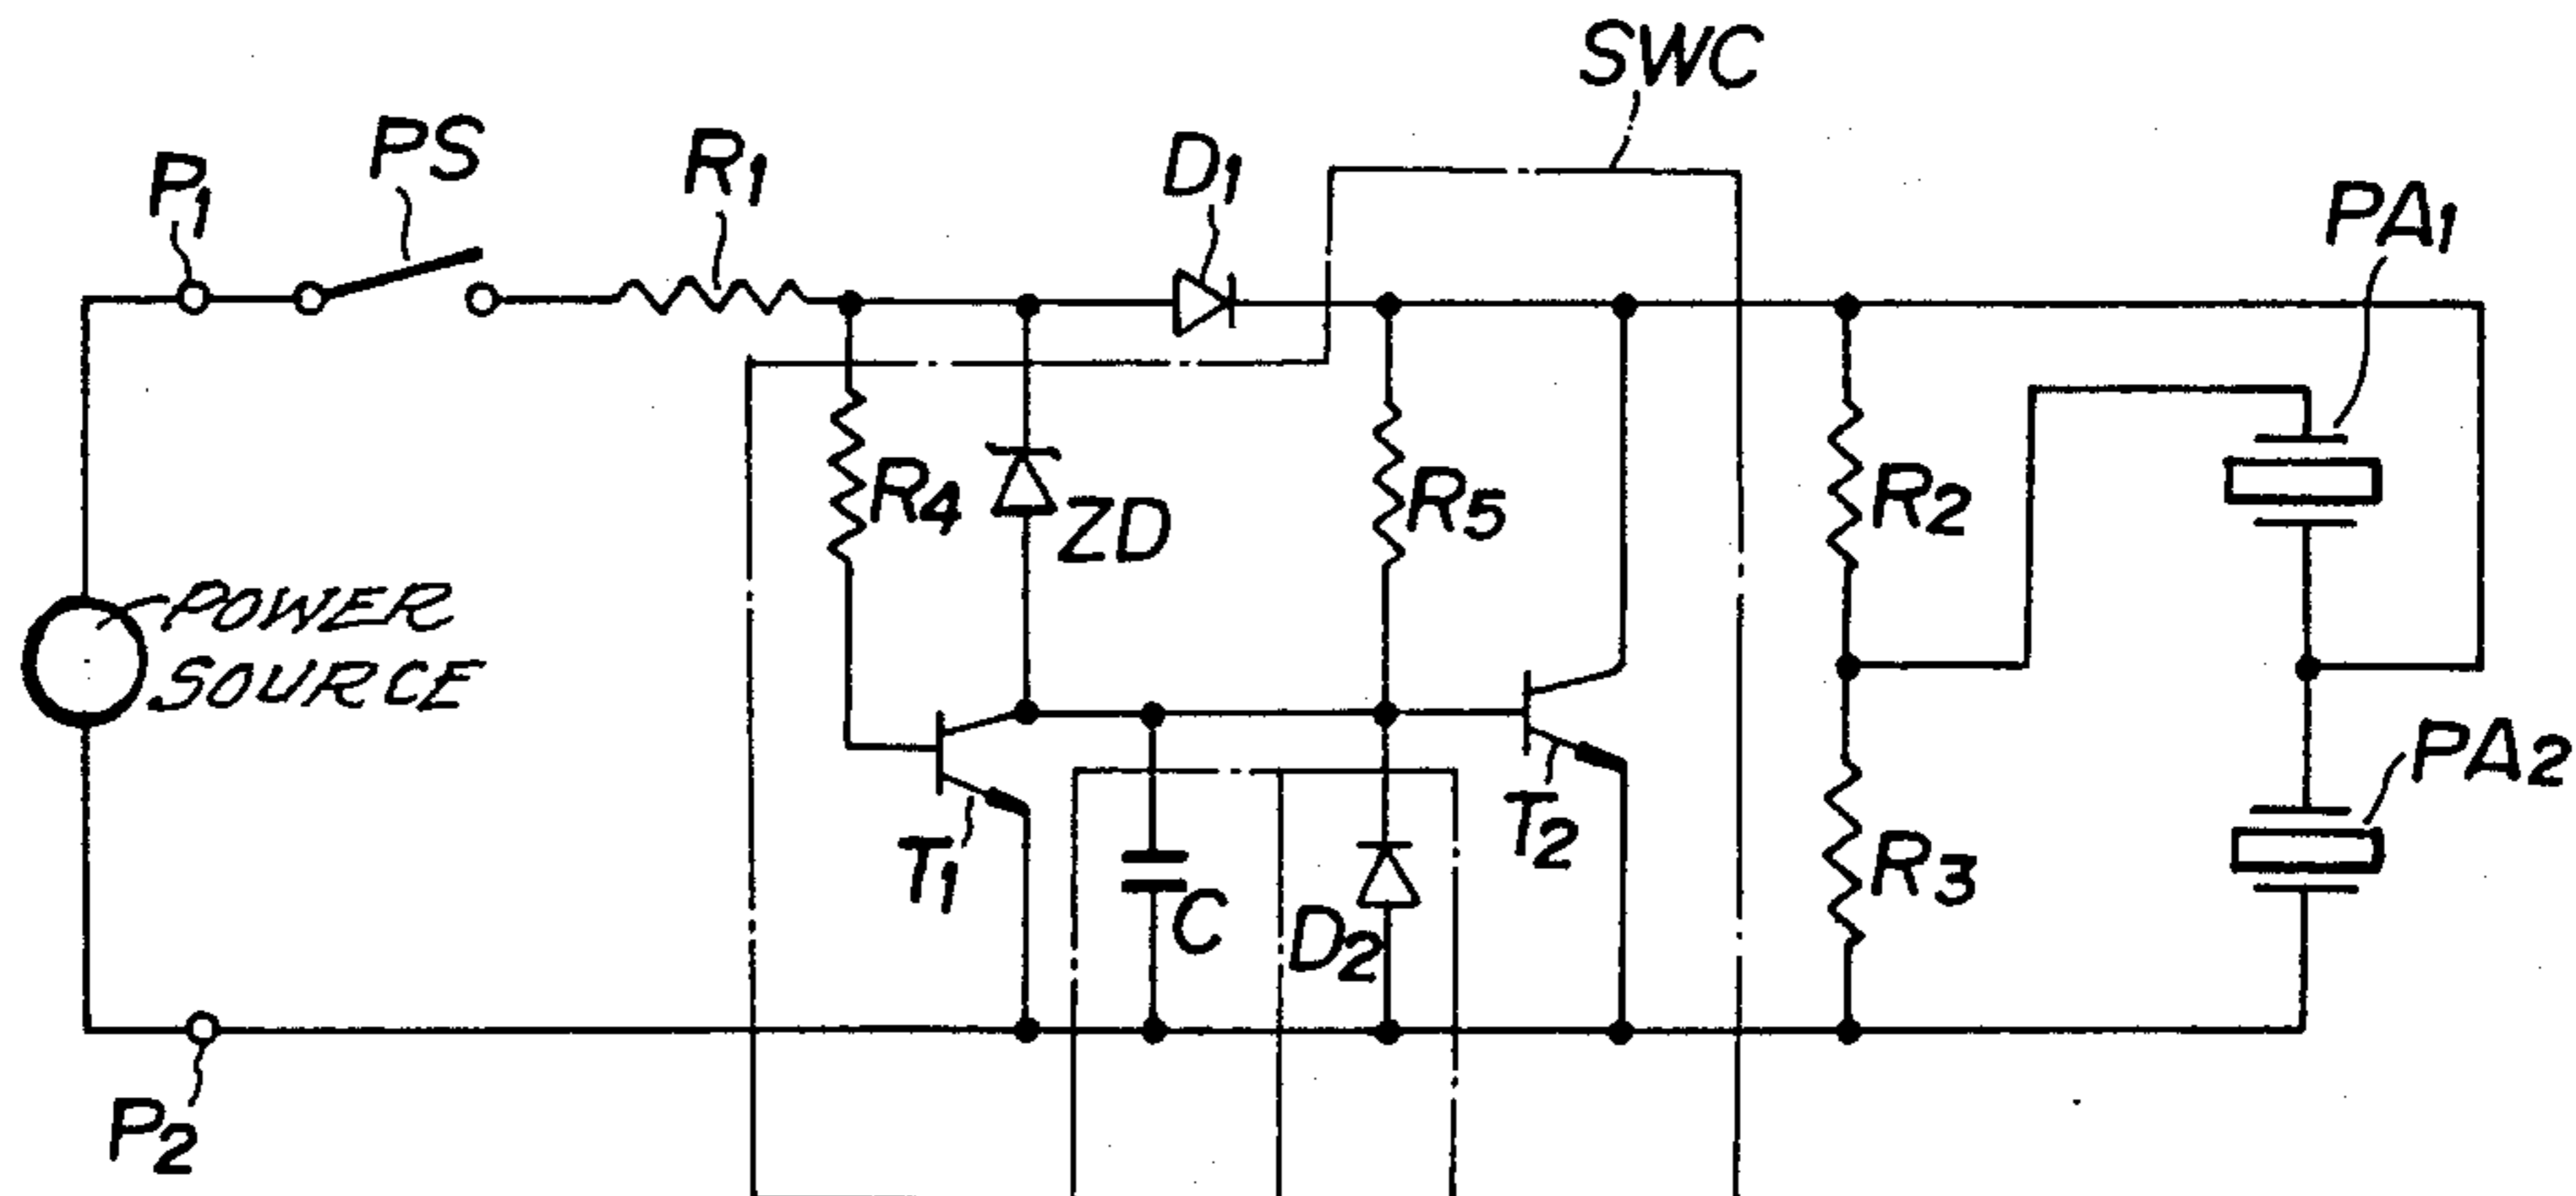 SWC
PS
P1
R1
D1
PA1
R4
ZD
R5
R2
POWER
SOURCE
PA2
T1
C
D2
T2
R3
P2